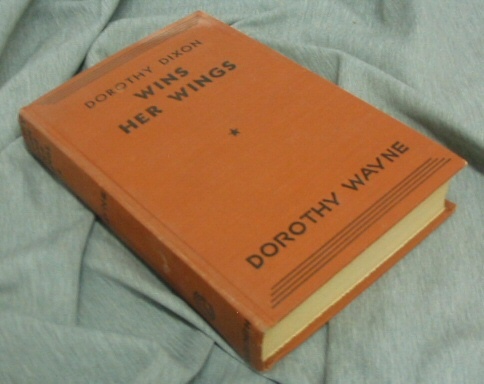 DOROTHY DIXON
WINS
HER WINGS
DOROTHY WAYNE